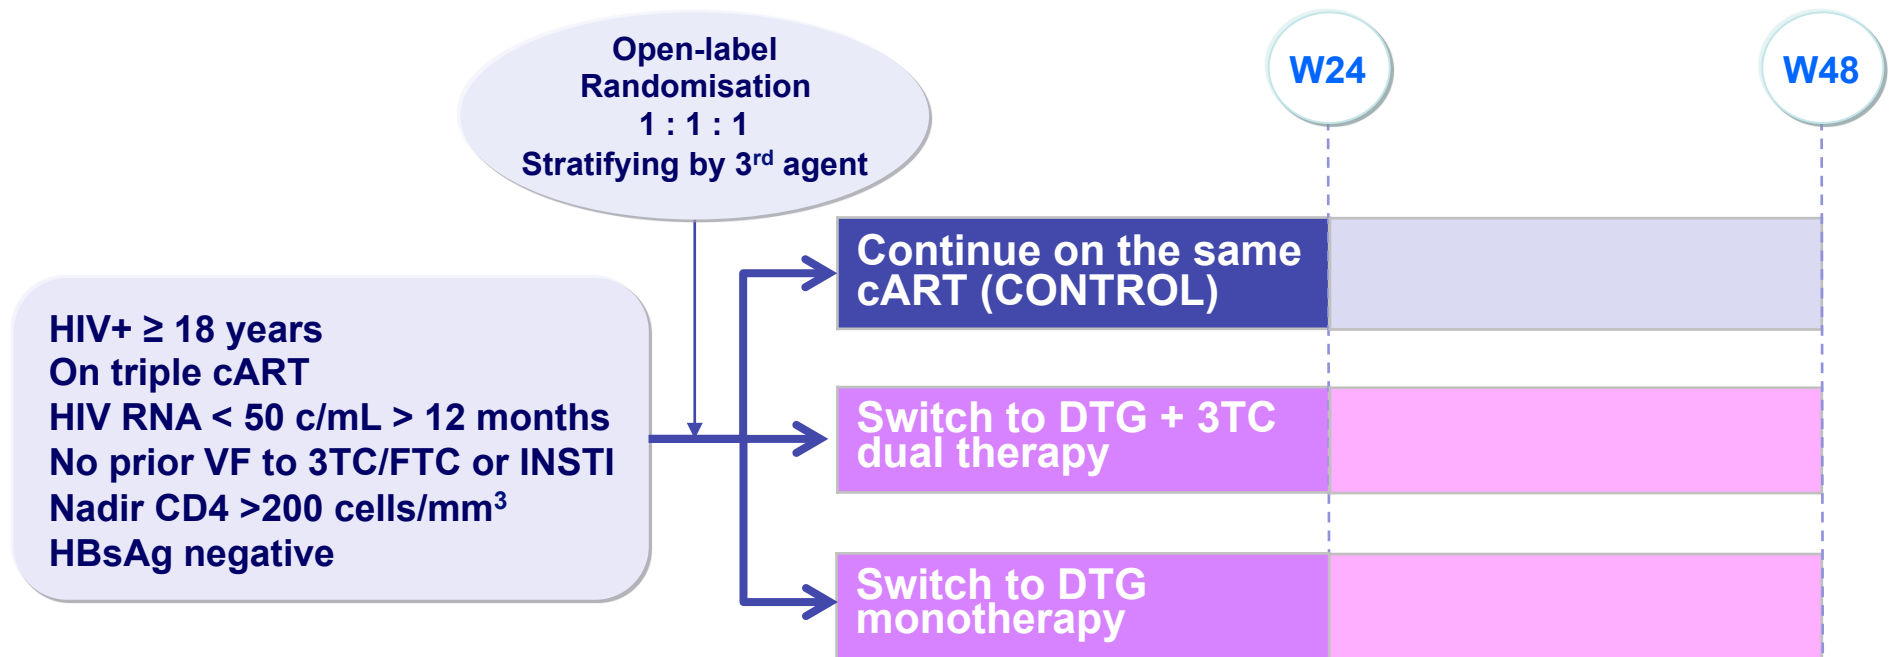 Open-label
Randomisation
1 : 1 : 1
Stratifying by 3rd agent
W24
W48
HIV+ ≥ 18 years
On triple cART
HIV RNA < 50 c/mL > 12 months
No prior VF to 3TC/FTC or INSTI
Nadir CD4 >200 cells/mm3
HBsAg negative
Continue on the same
cART (CONTROL)
Switch to DTG + 3TC
dual therapy
Switch to DTG
monotherapy